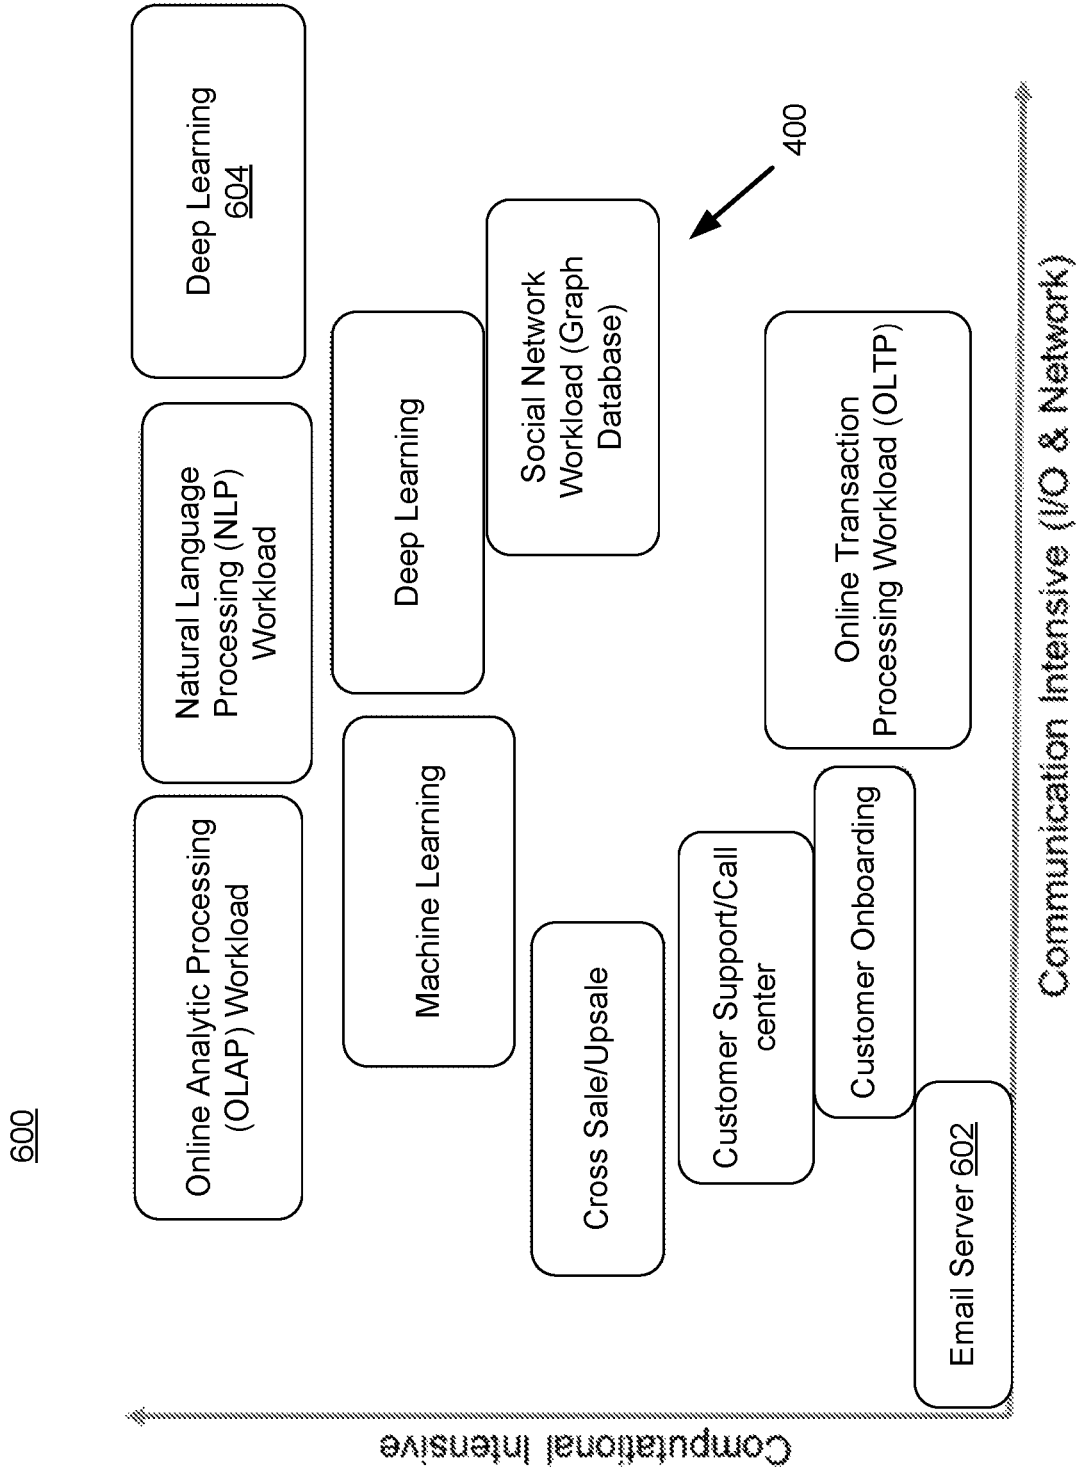 600
Online Analytic Processing
(OLAP) Workload
Natural Language
Processing (NLP)
Workload
Deep Learning
604
Machine Learning
Deep Learning
Cross Sale/Upsale
Social Network
Workload (Graph
Database)
400
Customer Support/Call
center
Customer Onboarding
Online Transaction
Processing Workload (OLTP)
Email Server 602
Computational Intensive
Communication Intensive (I/O & Network)